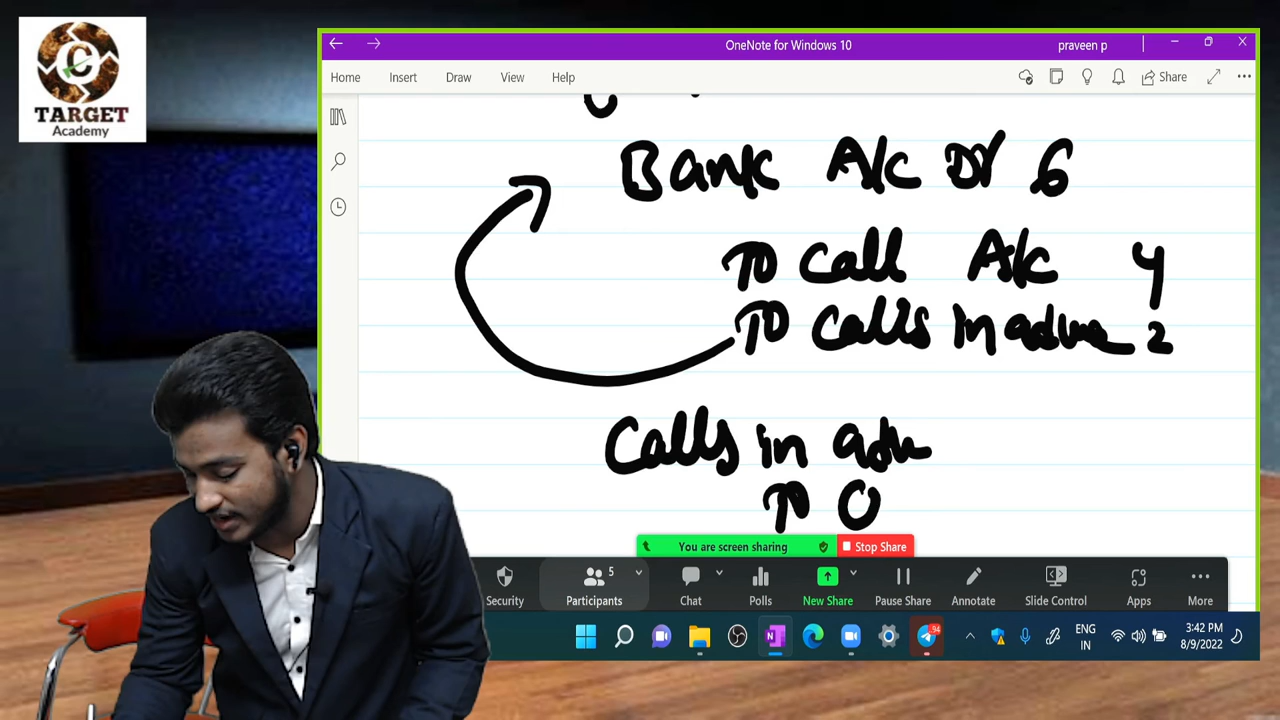 TARGET
Academy
OneNote for Windows 10
praveen p
Home Insert Draw View Help
Share
Bank A/c Dr 6
To Call A/c 4
To Calls in advne 2
Calls in adv
To O
You are screen sharing
Stop Share
5
Security Participants Chat Polls New Share Pause Share Annotate Slide Control Apps More
94
ENG
IN
3:42 PM
8/9/2022